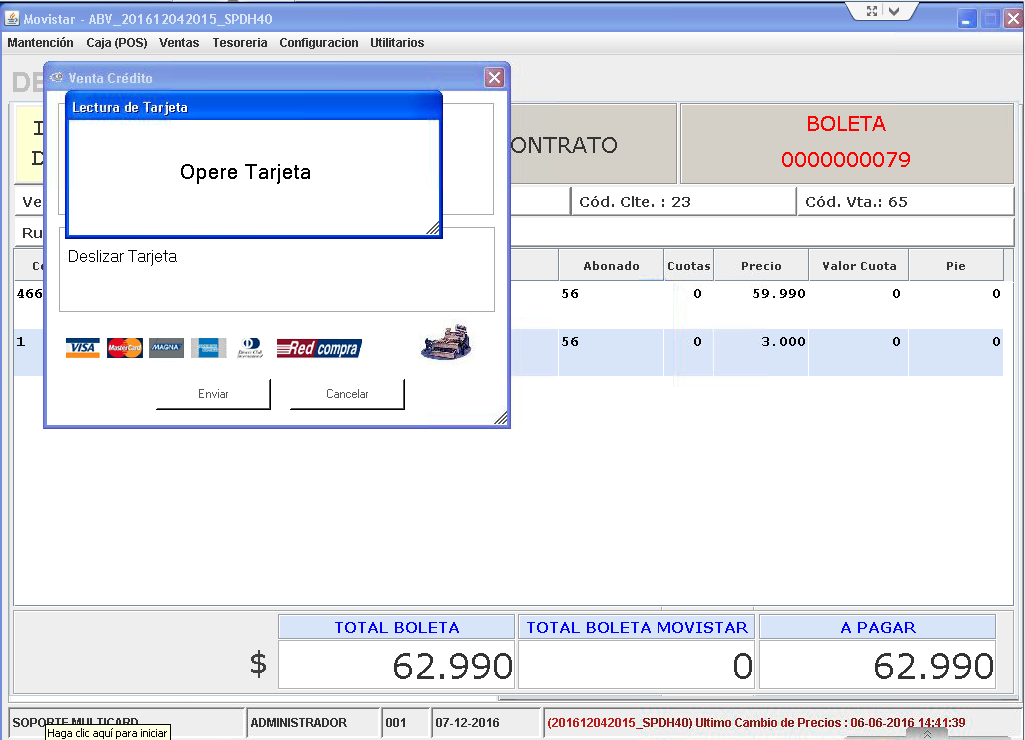 Movistar - ABV_201612042015_SPDH40
Mantención Caja (POS) Ventas Tesoreria Configuracion Utilitarios
DE
Venta Crédito
Lectura de Tarjeta
Opere Tarjeta
ONTRATO
BOLETA
0000000079
Ve
Cód. Clte. : 23
Cód. Vta.: 65
Ru
Deslizar Tarjeta
Abonado Cuotas Precio Valor Cuota Pie
466 56 0 59.990 0 0
1 56 0 3.000 0 0
VISA MasterCard MAGNA Red compra
Enviar Cancelar
TOTAL BOLETA TOTAL BOLETA MOVISTAR A PAGAR
$ 62.990 0 62.990
SOPORTE MULTICARD ADMINISTRADOR 001 07-12-2016 (201612042015_SPDH40) Ultimo Cambio de Precios : 06-06-2016 14:41:39
Haga clic aquí para iniciar